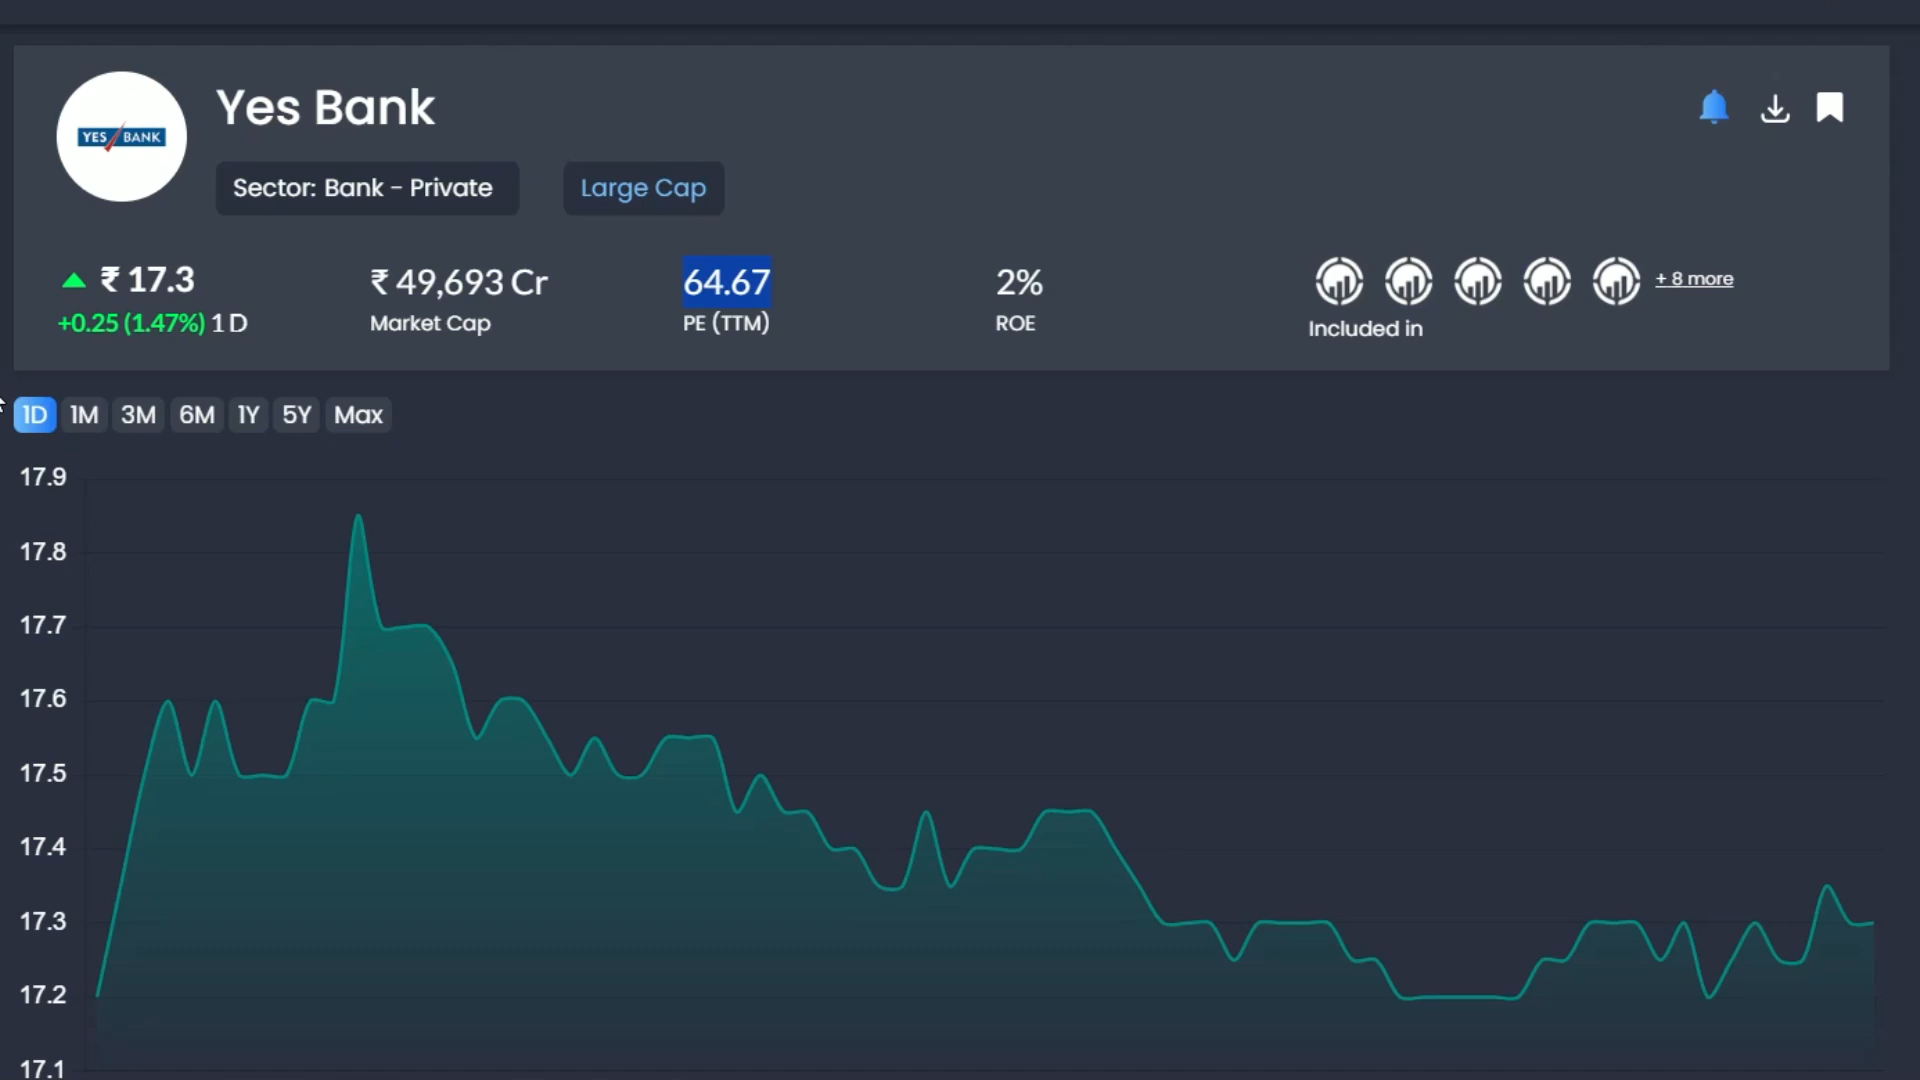 Yes Bank
YES BANK
Sector: Bank - Private
Large Cap
₹ 17.3
+0.25 (1.47%) 1 D
₹ 49,693 Cr
Market Cap
64.67
PE (TTM)
2%
ROE
+ 8 more
Included in
1D 1M 3M 6M 1Y 5Y Max
17.9
17.8
17.7
17.6
17.5
17.4
17.3
17.2
17.1